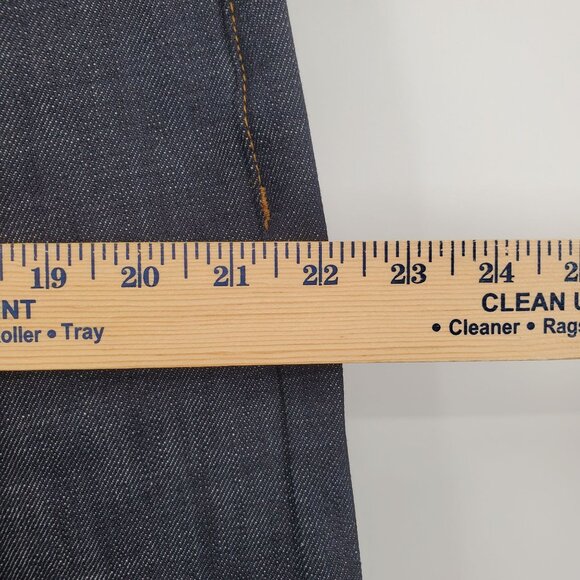 19 20 21 22 23 24
NT CLEAN
oller • Tray • Cleaner • Rags